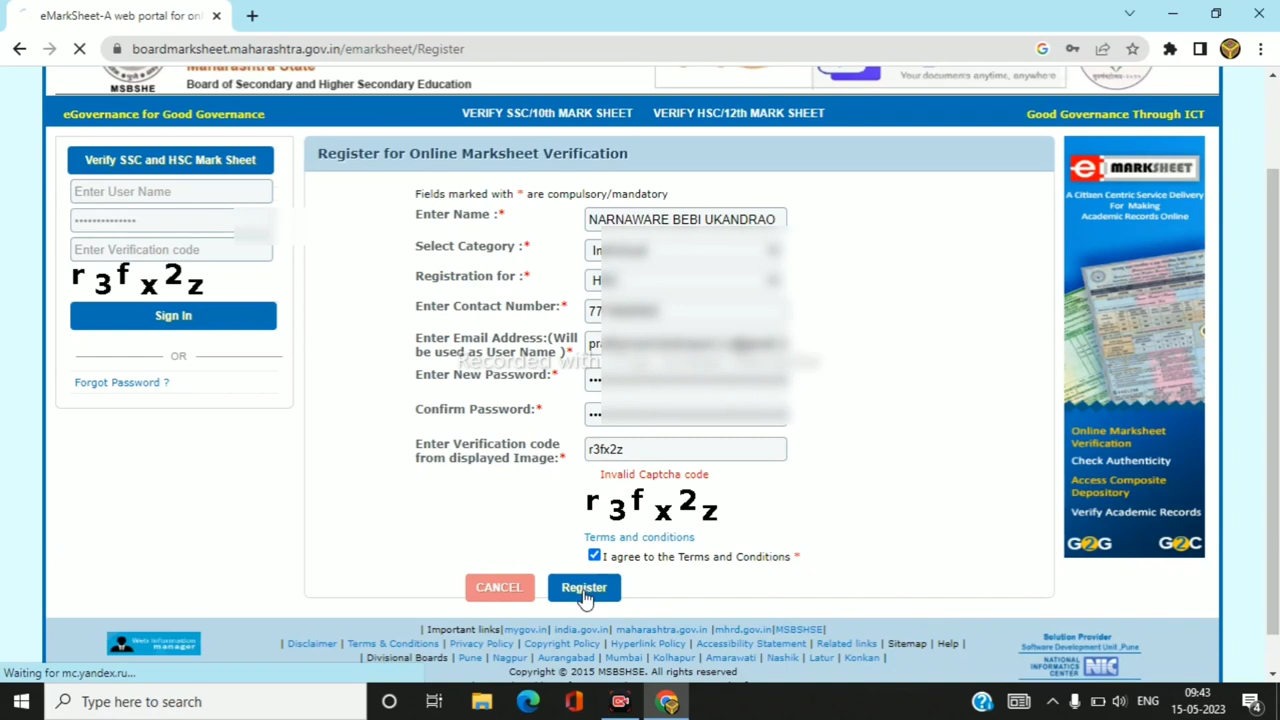 eMarkSheet-A web portal for onl
boardmarksheet.maharashtra.gov.in/emarksheet/Register
MSBSHE
Maharashtra State
Board of Secondary and Higher Secondary Education
Your documents anytime, anywhere
eGovernance for Good Governance
VERIFY SSC/10th MARK SHEET VERIFY HSC/12th MARK SHEET
Good Governance Through ICT
Verify SSC and HSC Mark Sheet
Enter User Name
Enter Verification code
r3fx2z
Sign In
OR
Forgot Password ?
Register for Online Marksheet Verification
Fields marked with * are compulsory/mandatory
Enter Name :* NARNAWARE BEBI UKANDRAO
Select Category :*
Registration for :*
Enter Contact Number:* 77
Enter Email Address:(Will
be used as User Name )*
Recorded with
Enter New Password:*
Confirm Password:*
Enter Verification code
from displayed Image:* r3fx2z
Invalid Captcha code
r3fx2z
Terms and conditions
I agree to the Terms and Conditions *
CANCEL Register
e MARKSHEET
A Citizen Centric Service Delivery
For Making
Academic Records Online
Online Marksheet
Verification
Check Authenticity
Access Composite
Depository
Verify Academic Records
G2G G2C
Web Information
manager
| Important links|mygov.in| india.gov.in| maharashtra.gov.in |mhrd.gov.in|MSBSHSE|
| Disclaimer | Terms & Conditions | Privacy Policy | Copyright Policy | Hyperlink Policy | Accessibility Statement | Related links | Sitemap | Help |
| Divisional Boards | Pune | Nagpur | Aurangabad | Mumbai | Kolhapur | Amarawati | Nashik | Latur | Konkan |
Copyright © 2015 MSBSHSE. All rights reserved
Solution Provider
Software Development Unit ,Pune
NATIONAL
INFORMATICS
CENTRE
NIC
Waiting for mc.yandex.ru...
Type here to search
ENG
09:43
15-05-2023
4